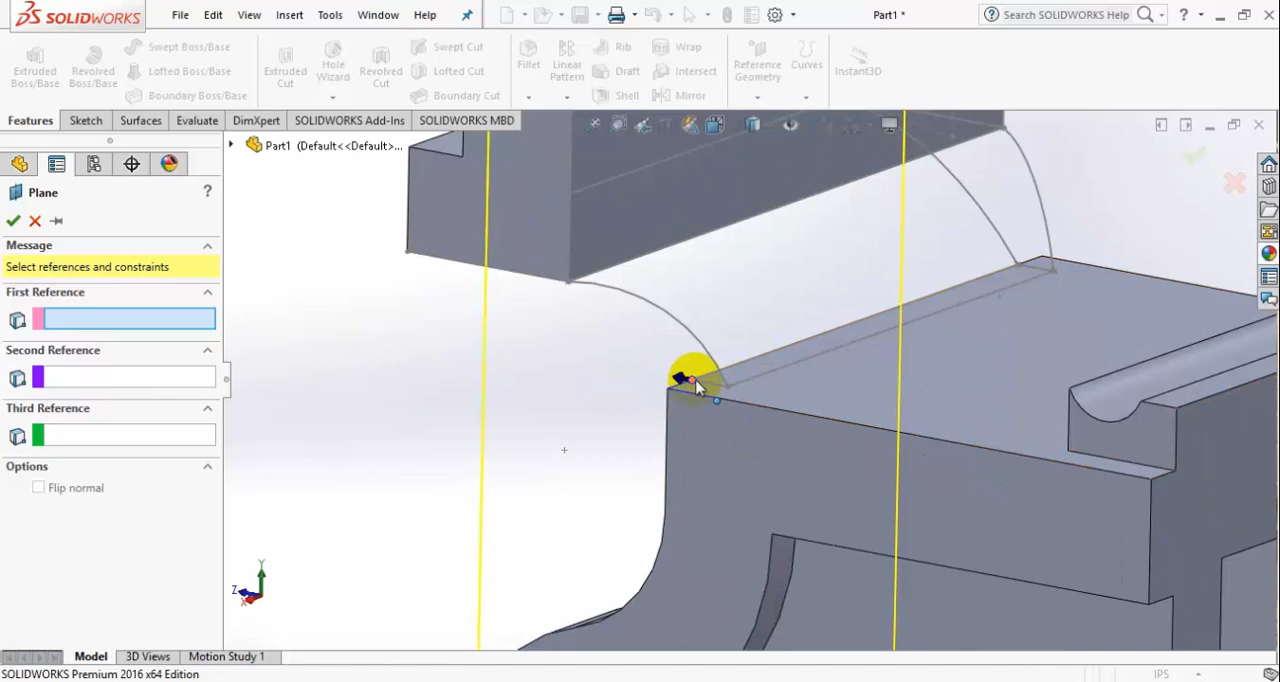 SOLIDWORKS File Edit View Insert Tools Window Help Part1 * Search SOLIDWORKS Help ?
Extruded Boss/Base Revolved Boss/Base Swept Boss/Base Lofted Boss/Base Boundary Boss/Base Extruded Cut Hole Wizard Revolved Cut Swept Cut Lofted Cut Boundary Cut Fillet Linear Pattern Rib Draft Shell Wrap Intersect Mirror Reference Geometry Curves Instant3D
Features Sketch Surfaces Evaluate DimXpert SOLIDWORKS Add-Ins SOLIDWORKS MBD
Part1 (Default<<Default>...
Plane ?
Message
Select references and constraints
First Reference
Second Reference
Third Reference
Options
Flip normal
Y
Z
X
Model 3D Views Motion Study 1
SOLIDWORKS Premium 2016 x64 Edition IPS